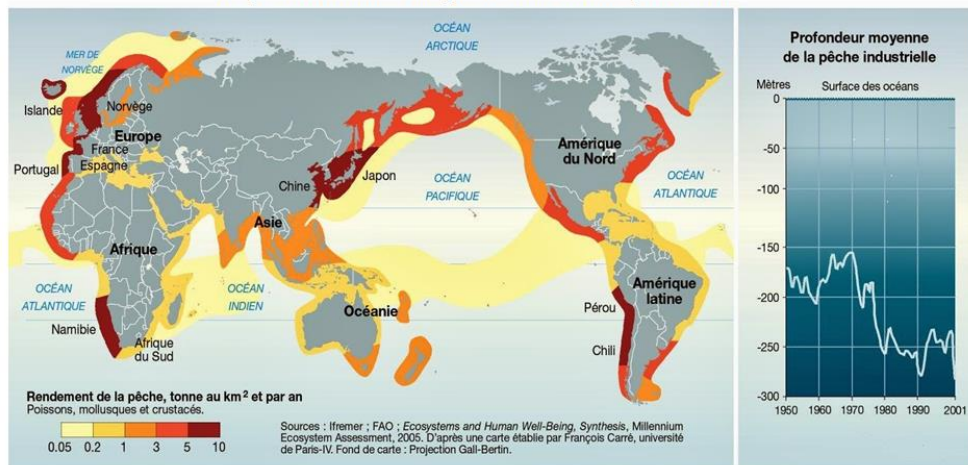 OCÉAN
ARCTIQUE
MER DE
NORVÈGE
Islande
Norvège
Europe
France
Portugal
Espagne
Chine
Japon
OCÉAN
PACIFIQUE
Amérique
du Nord
OCÉAN
ATLANTIQUE
Asie
Afrique
OCÉAN
ATLANTIQUE
OCÉAN
INDIEN
Océanie
Amérique
latine
Pérou
Namibie
Afrique
du Sud
Chili
Rendement de la pêche, tonne au km² et par an
Poissons, mollusques et crustacés.
0.05 0.2 1 3 5 10
Sources : Ifremer ; FAO ; Ecosystems and Human Well-Being, Synthesis, Millennium
Ecosystem Assessment, 2005. D'après une carte établie par François Carré, université
de Paris-IV. Fond de carte : Projection Gall-Bertin.
Profondeur moyenne
de la pêche industrielle
Mètres
Surface des océans
0
-50
-100
-150
-200
-250
-300
1950 1960 1970 1980 1990 2001